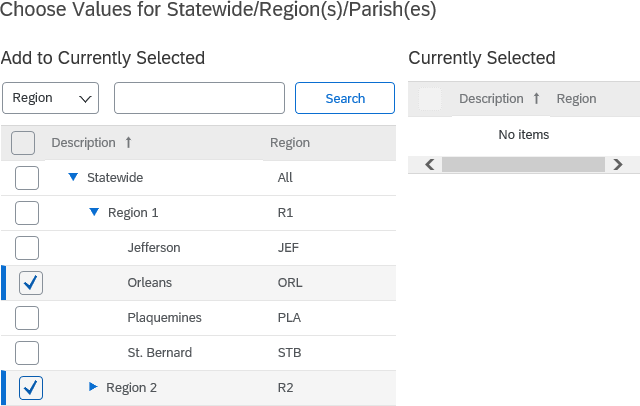 Choose Values for Statewide/Region(s)/Parish(es)
Add to Currently Selected
Region
Search
Description ↑ Region
Statewide All
Region 1 R1
Jefferson JEF
Orleans ORL
Plaquemines PLA
St. Bernard STB
Region 2 R2
Currently Selected
Description ↑ Region
No items